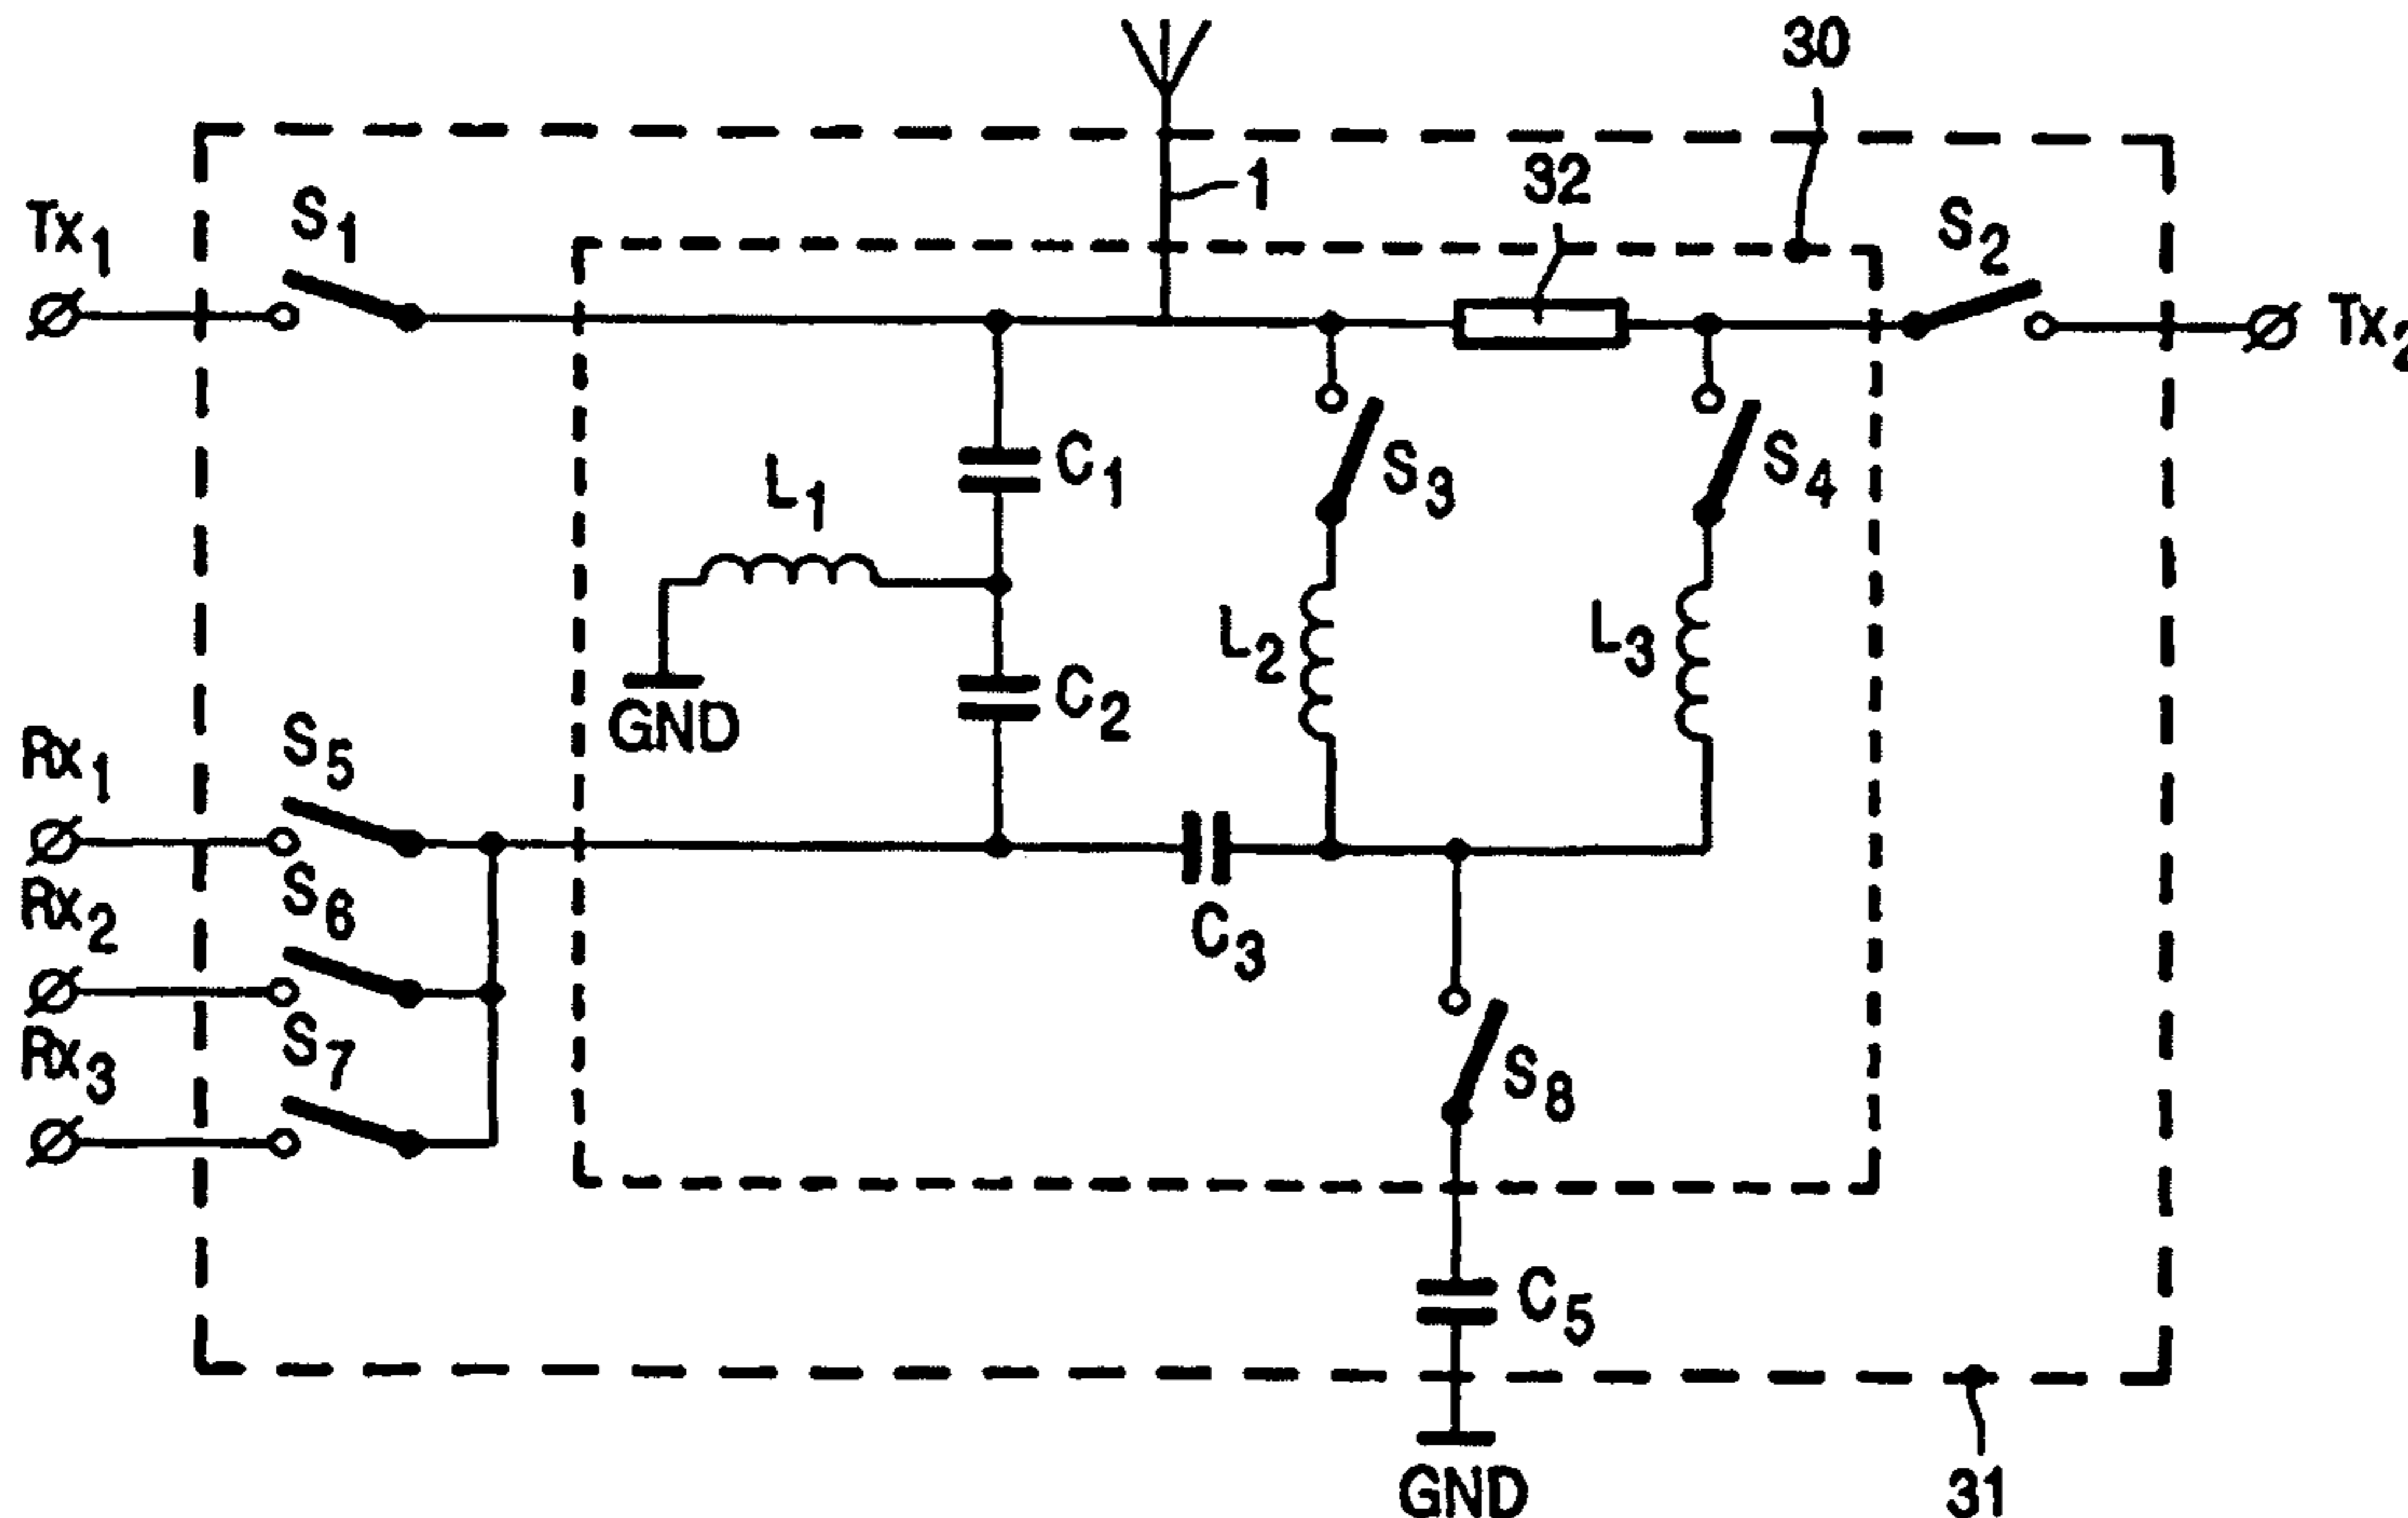 30
1
32
Tx1
S1
S2
Tx2
C1
S3
S4
L1
L2
L3
C2
GND
Rx1
S5
Rx2
S6
C3
Rx3
S7
S8
C5
GND
31